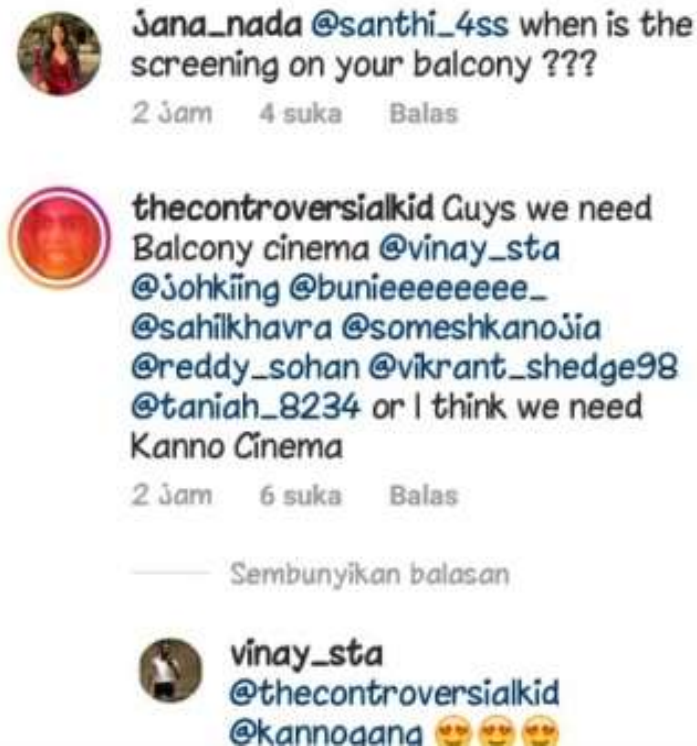 jana_nada @santhi_4ss when is the
screening on your balcony ???
2 jam 4 suka Balas
thecontroversialkid Guys we need
Balcony cinema @vinay_sta
@johkiing @bunieeeeeeee_
@sahilkhavra @someshkanojia
@reddy_sohan @vikrant_shedge98
@taniah_8234 or I think we need
Kanno Cinema
2 jam 6 suka Balas
Sembunyikan balasan
vinay_sta
@thecontroversialkid
@kannogang 😍😍😍